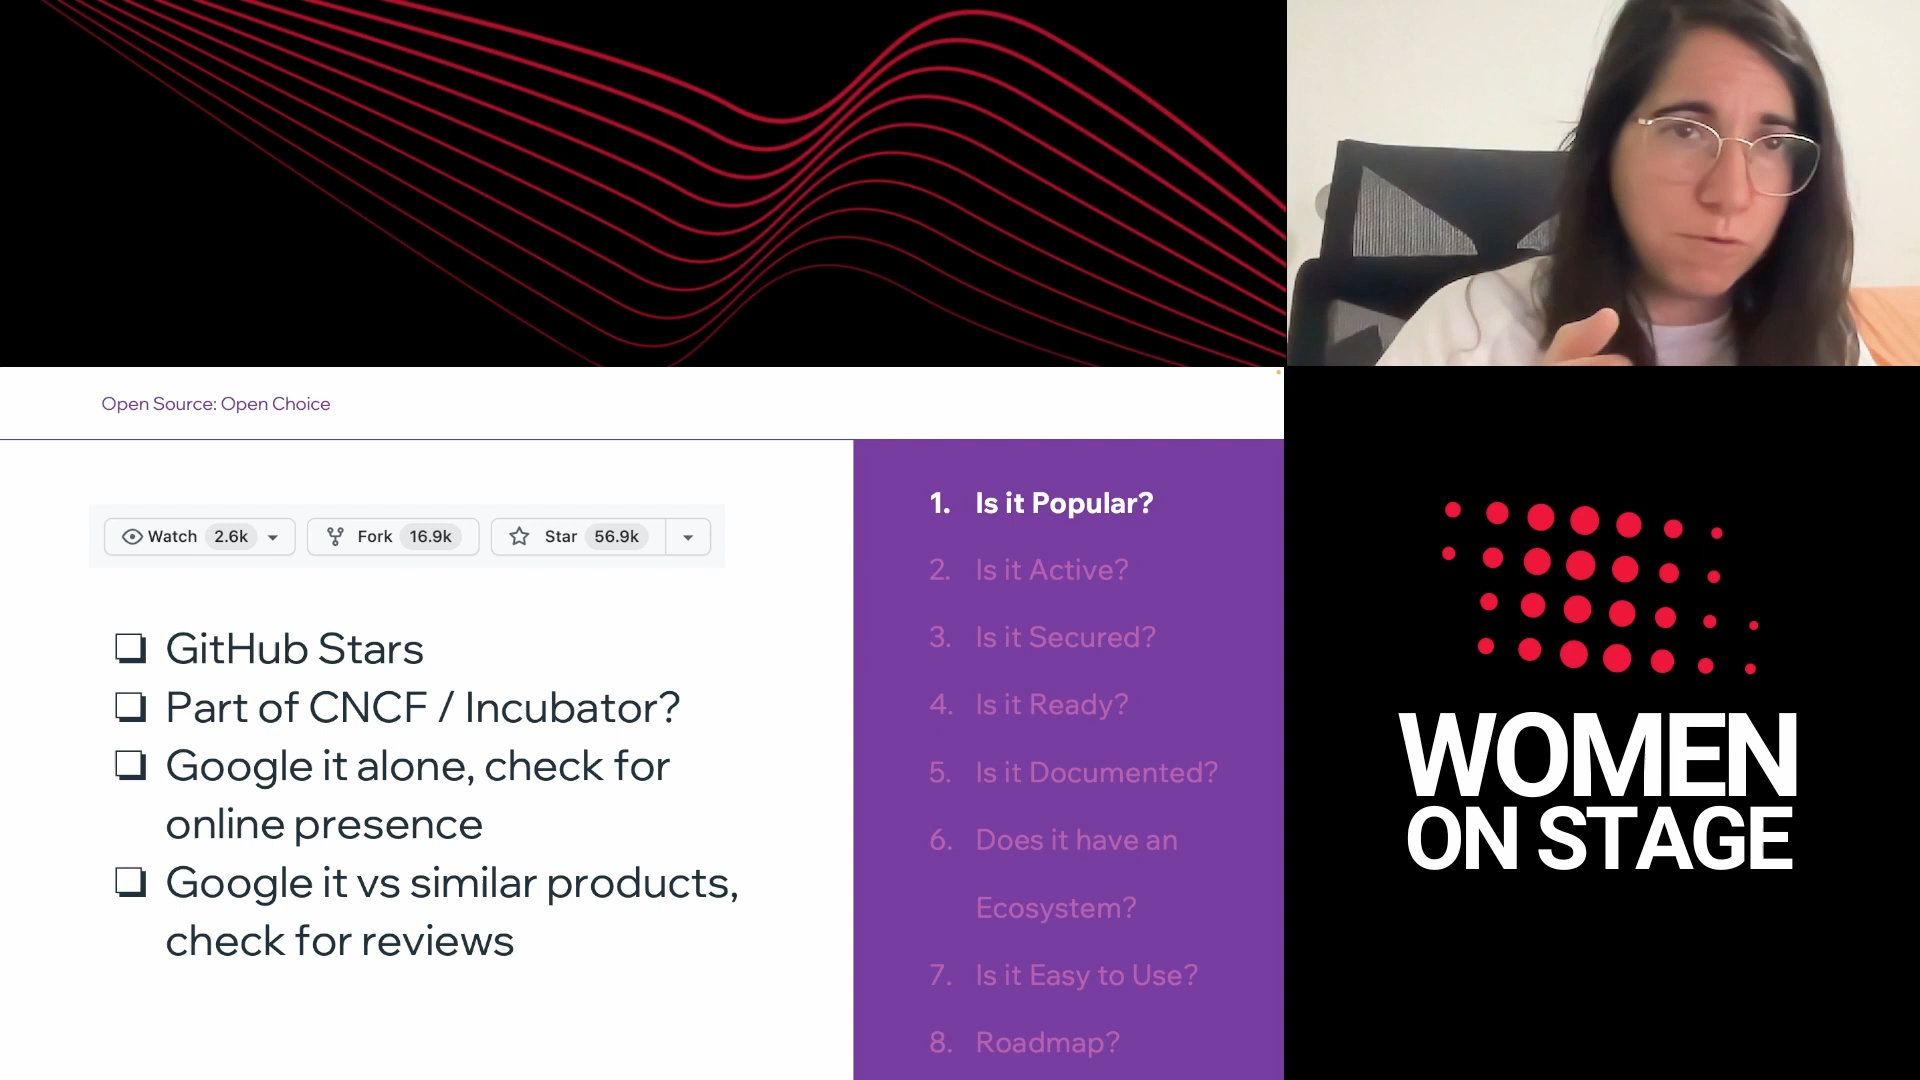 Open Source: Open Choice
Watch 2.6k
Fork 16.9k
Star 56.9k
GitHub Stars
Part of CNCF / Incubator?
Google it alone, check for
online presence
Google it vs similar products,
check for reviews
1. Is it Popular?
2. Is it Active?
3. Is it Secured?
4. Is it Ready?
5. Is it Documented?
6. Does it have an
Ecosystem?
7. Is it Easy to Use?
8. Roadmap?
WOMEN
ON STAGE